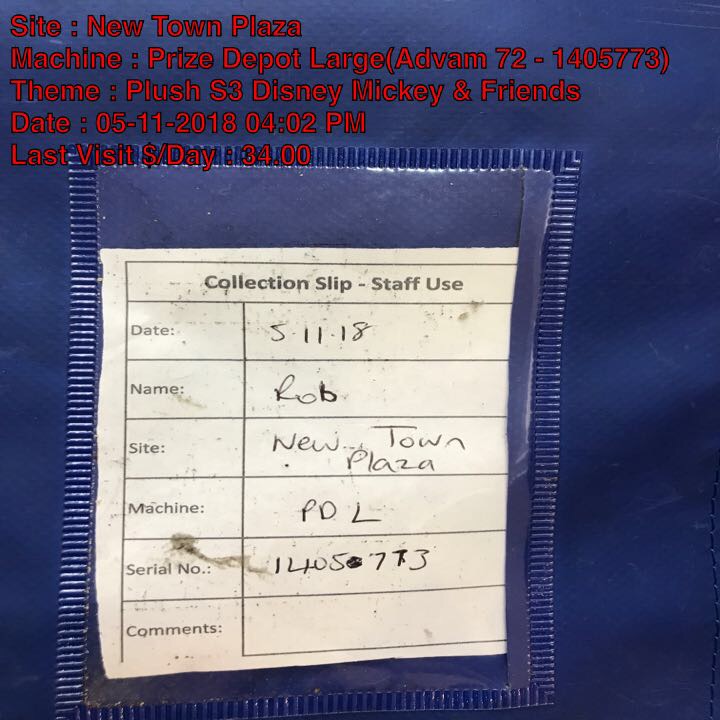 Site : New Town Plaza
Machine : Prize Depot Large(Advam 72 - 1405773)
Theme : Plush S3 Disney Mickey & Friends
Date : 05-11-2018 04:02 PM
Last Visit $/Day : 34.00
Collection Slip - Staff Use
Date: 5.11.18
Name: Rob
Site: New Town
Plaza
Machine: PDL
Serial No.: 1405773
Comments: